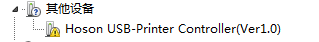 其他设备
Hoson USB-Printer Controller(Ver1.0)